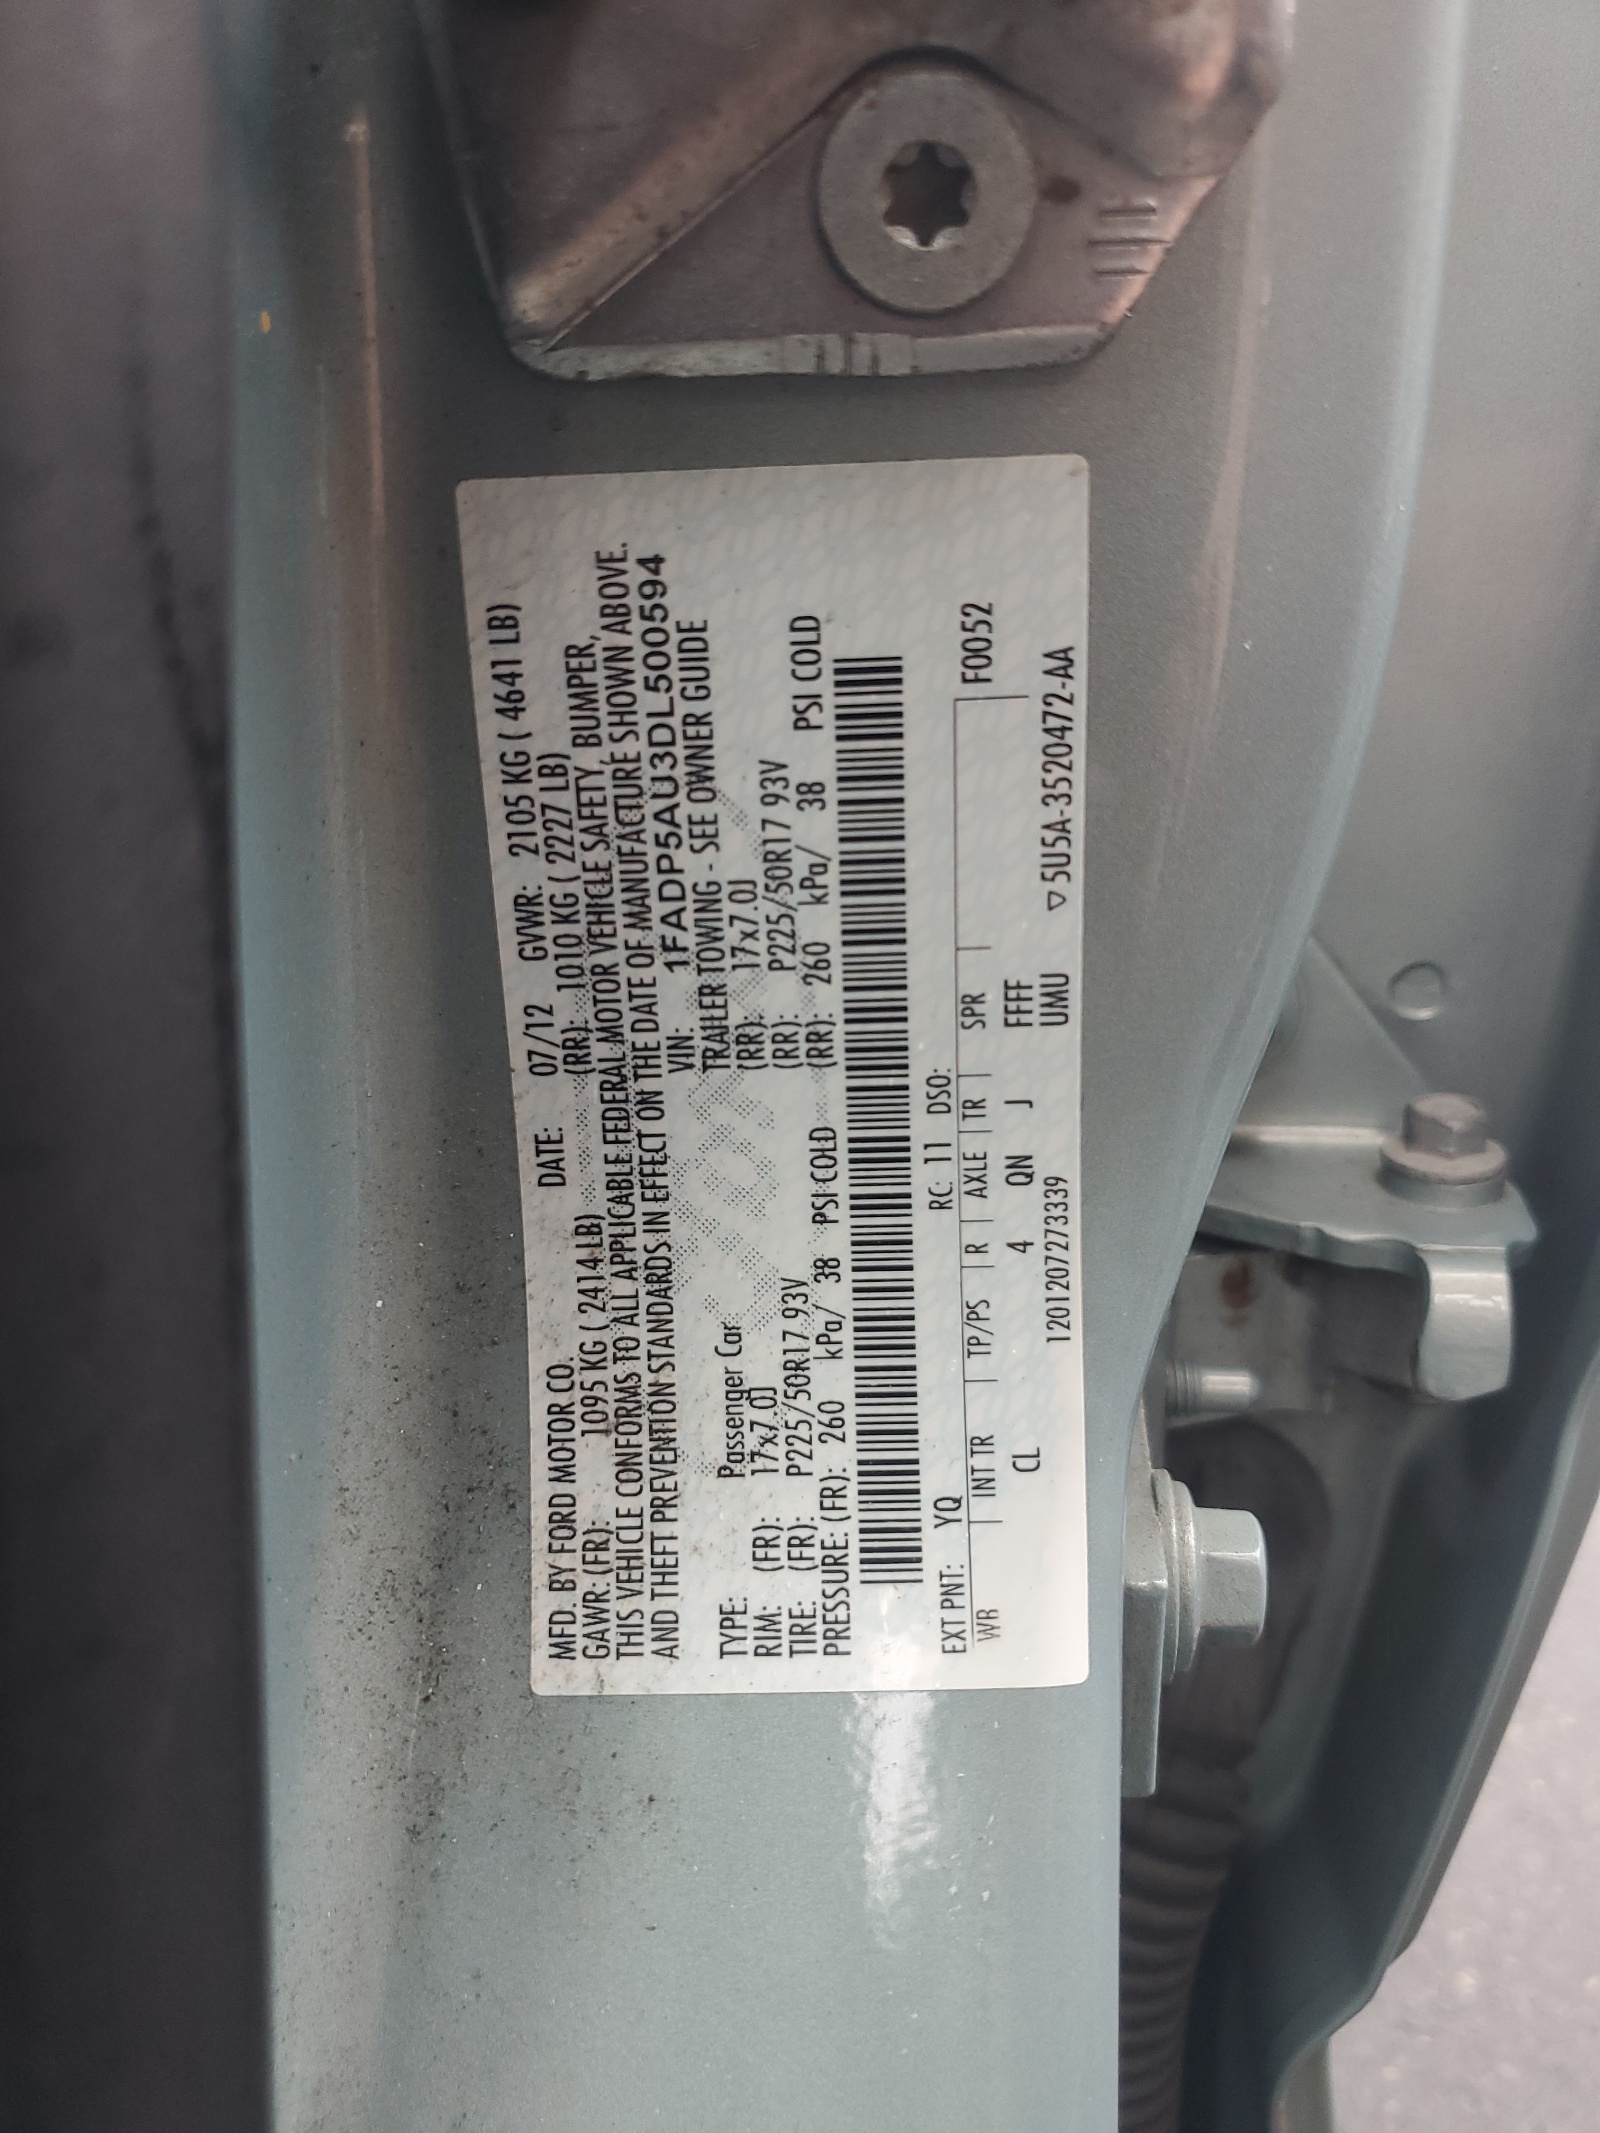 MFD. BY FORD MOTOR CO. DATE: 07/12 GVWR: 2105 KG ( 4641 LB)
GAWR: (FR): 1095 KG ( 2414LB) (RR): 1010 KG ( 2227 LB)
THIS VEHICLE CONFORMS TO ALL APPLICABLE FEDERAL MOTOR VEHICLE SAFETY, BUMPER,
AND THEFT PREVENTION STANDARDS IN EFFECT ON THE DATE OF MANUFACTURE SHOWN ABOVE.
VIN: 1FADP5AU3DL500594
TYPE: Passenger Car TRAILER TOWING - SEE OWNER GUIDE
RIM: (FR): 17x7.0J (RR): 17x7.0J
TIRE: (FR): P225/50R17 93V (RR): P225/50R17 93V
PRESSURE: (FR): 260 kPa/ 38 PSI COLD (RR): 260 kPa/ 38 PSI COLD
EXT PNT: YQ RC: 11 DSO: F0052
WB INT TR TP/PS R AXLE TR SPR
CL 4 QN J FFFF
120120727 3339 UMU ▽ 5U5A-3520472-AA